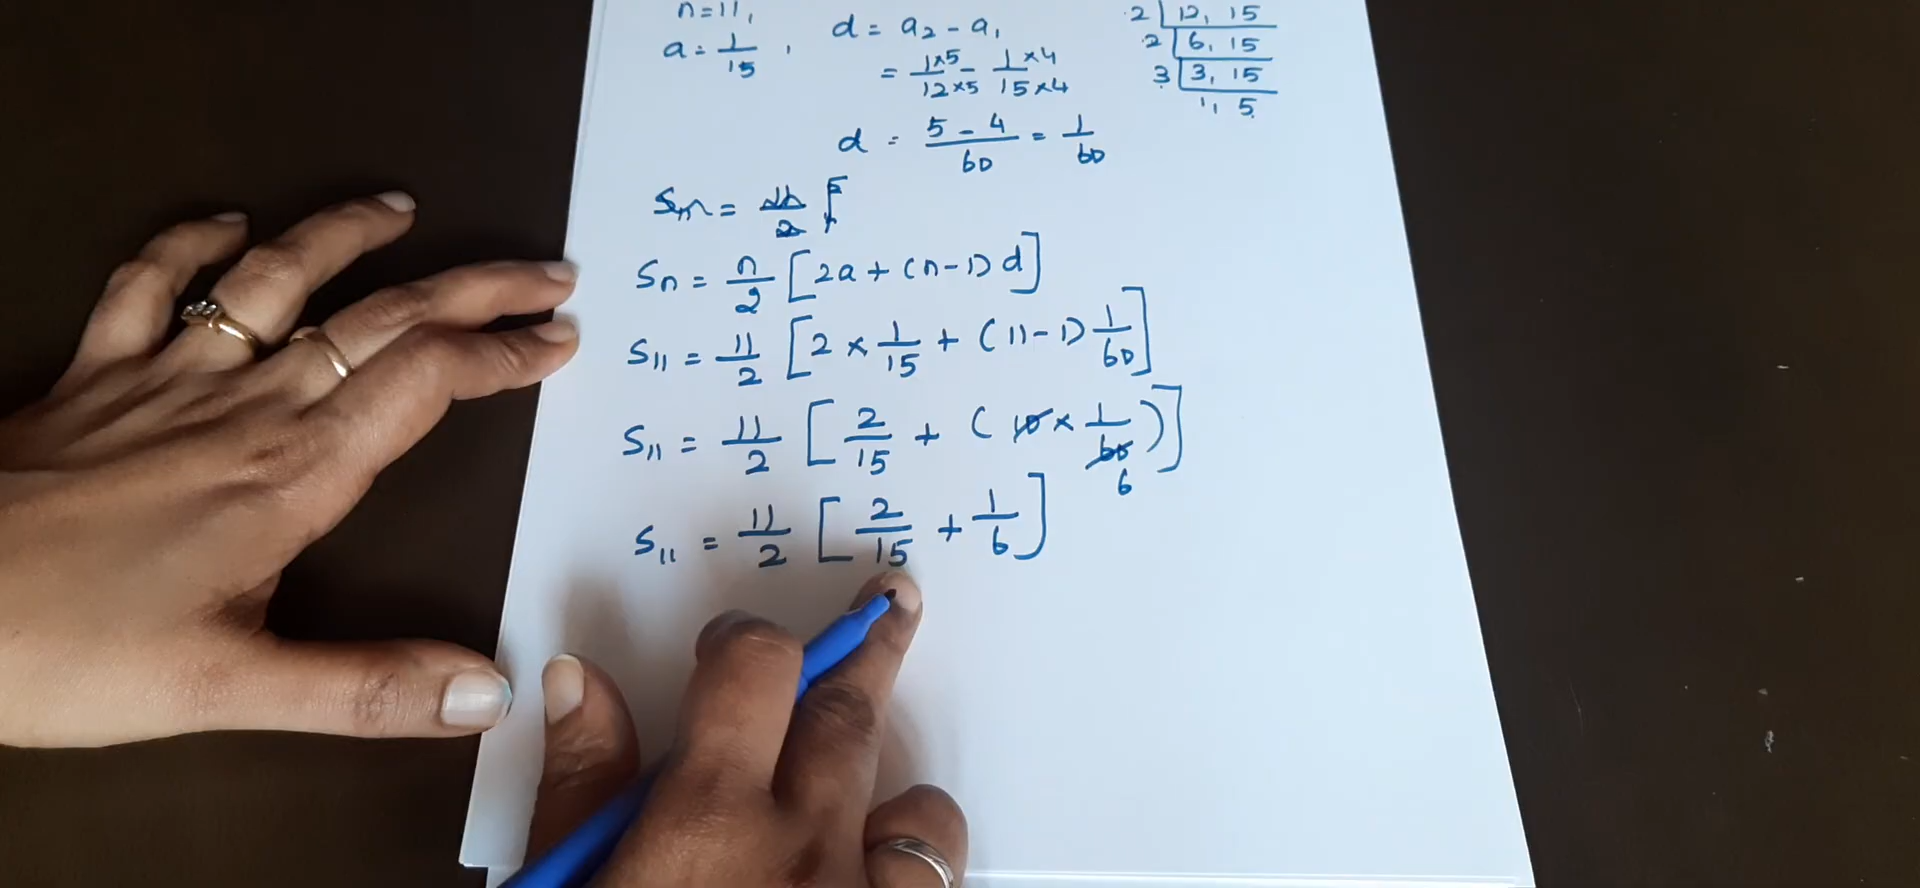 n=11,
a = 1/15 , d = a₂ - a₁
= 1×5/12×5 - 1×4/15×4
d = 5 - 4/60 = 1/60
2 | 12, 15
2 | 6, 15
3 | 3, 15
1, 5
Sn = n/2 [2a + (n-1) d]
S₁₁ = 11/2 [2 × 1/15 + (11-1) 1/60]
S₁₁ = 11/2 [2/15 + (10 × 1/60)]
6
S₁₁ = 11/2 [2/15 + 1/6]